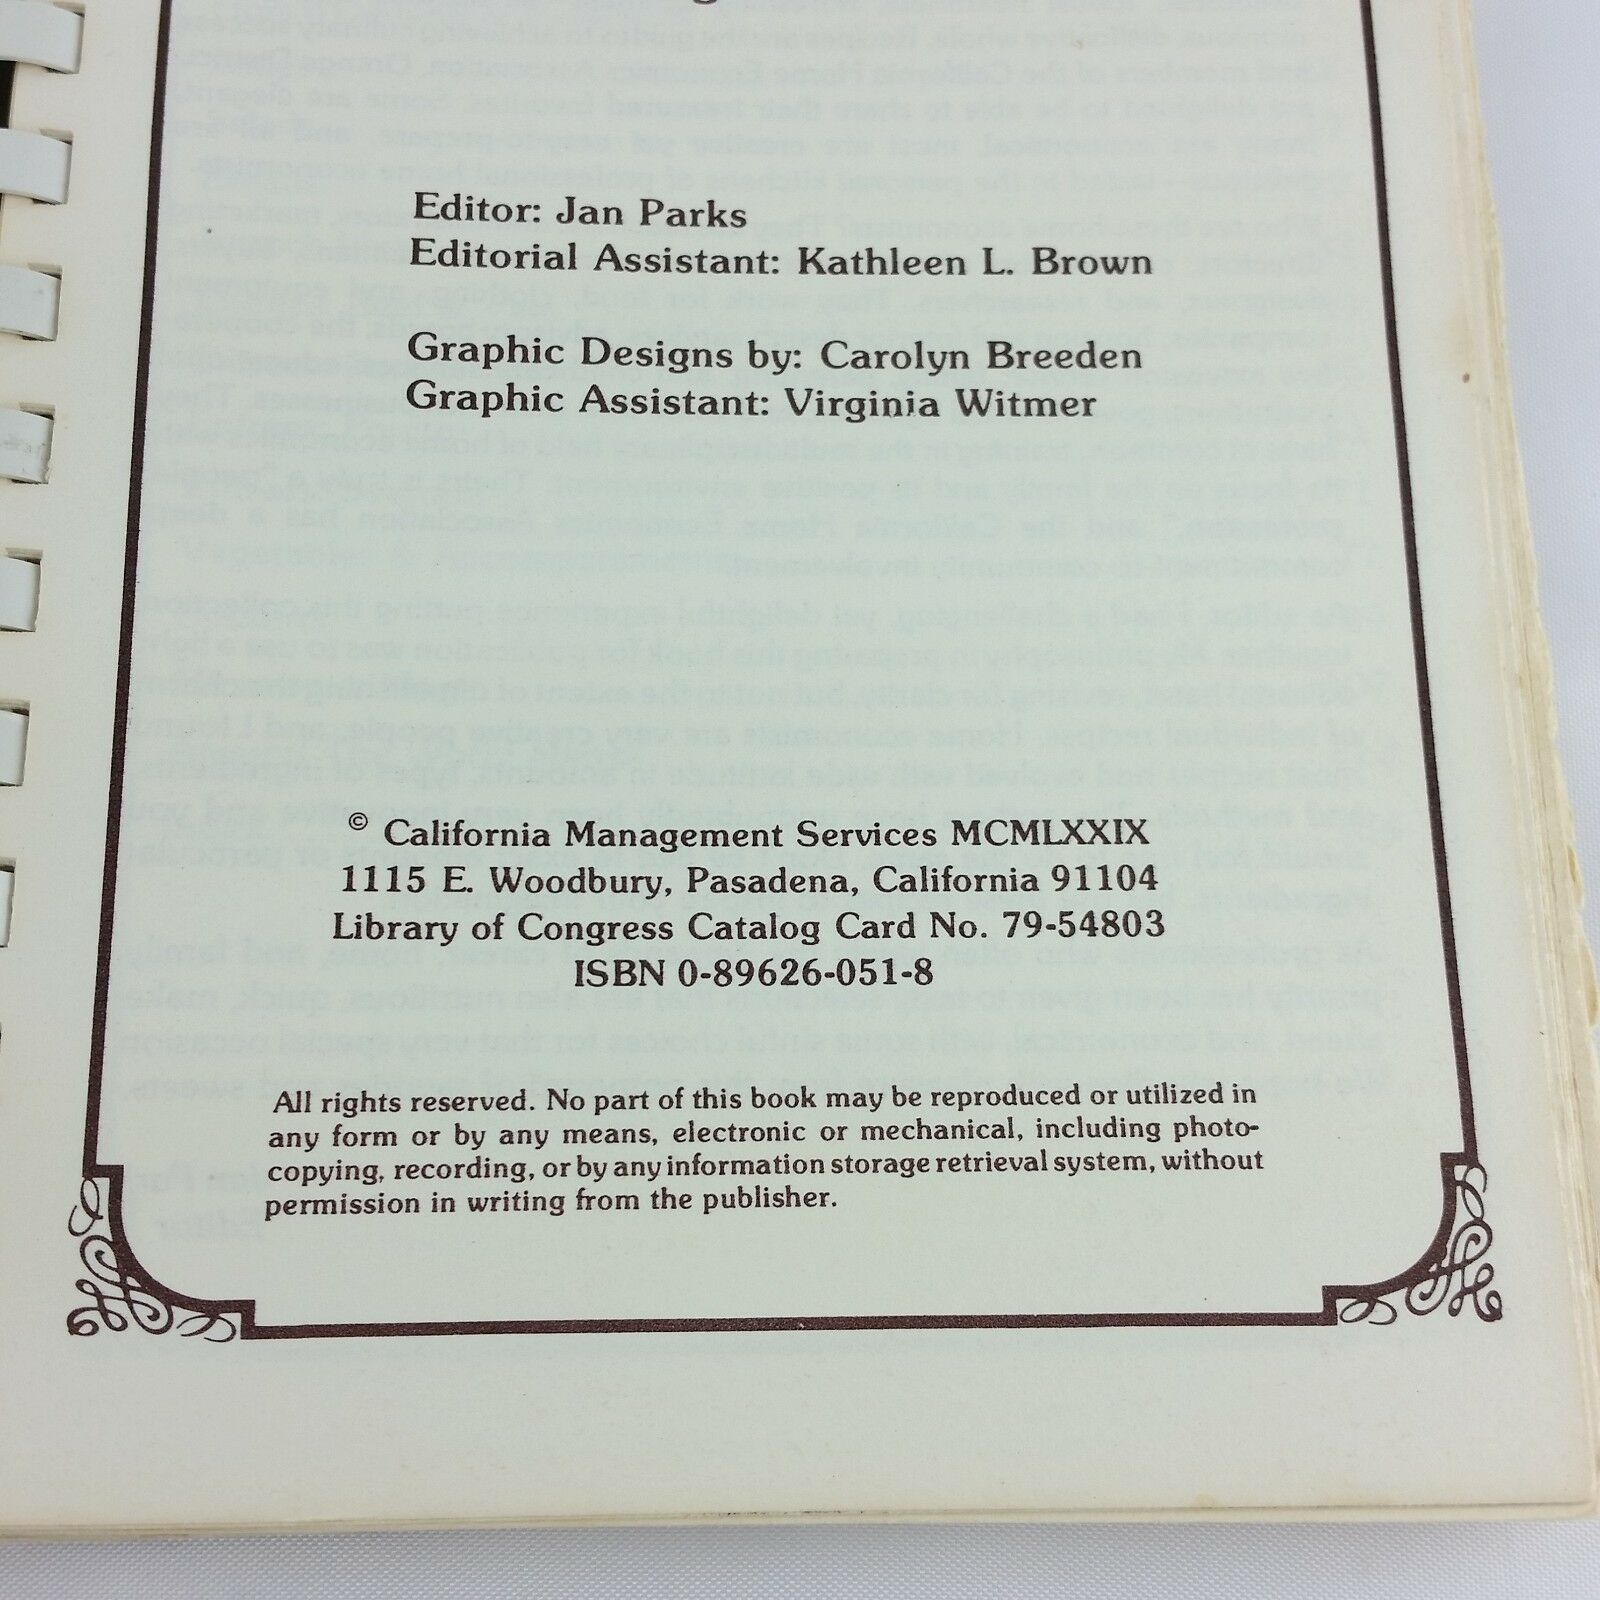 Editor: Jan Parks
Editorial Assistant: Kathleen L. Brown
Graphic Designs by: Carolyn Breeden
Graphic Assistant: Virginia Witmer
© California Management Services MCMLXXIX
1115 E. Woodbury, Pasadena, California 91104
Library of Congress Catalog Card No. 79-54803
ISBN 0-89626-051-8
All rights reserved. No part of this book may be reproduced or utilized in
any form or by any means, electronic or mechanical, including photo-
copying, recording, or by any information storage retrieval system, without
permission in writing from the publisher.